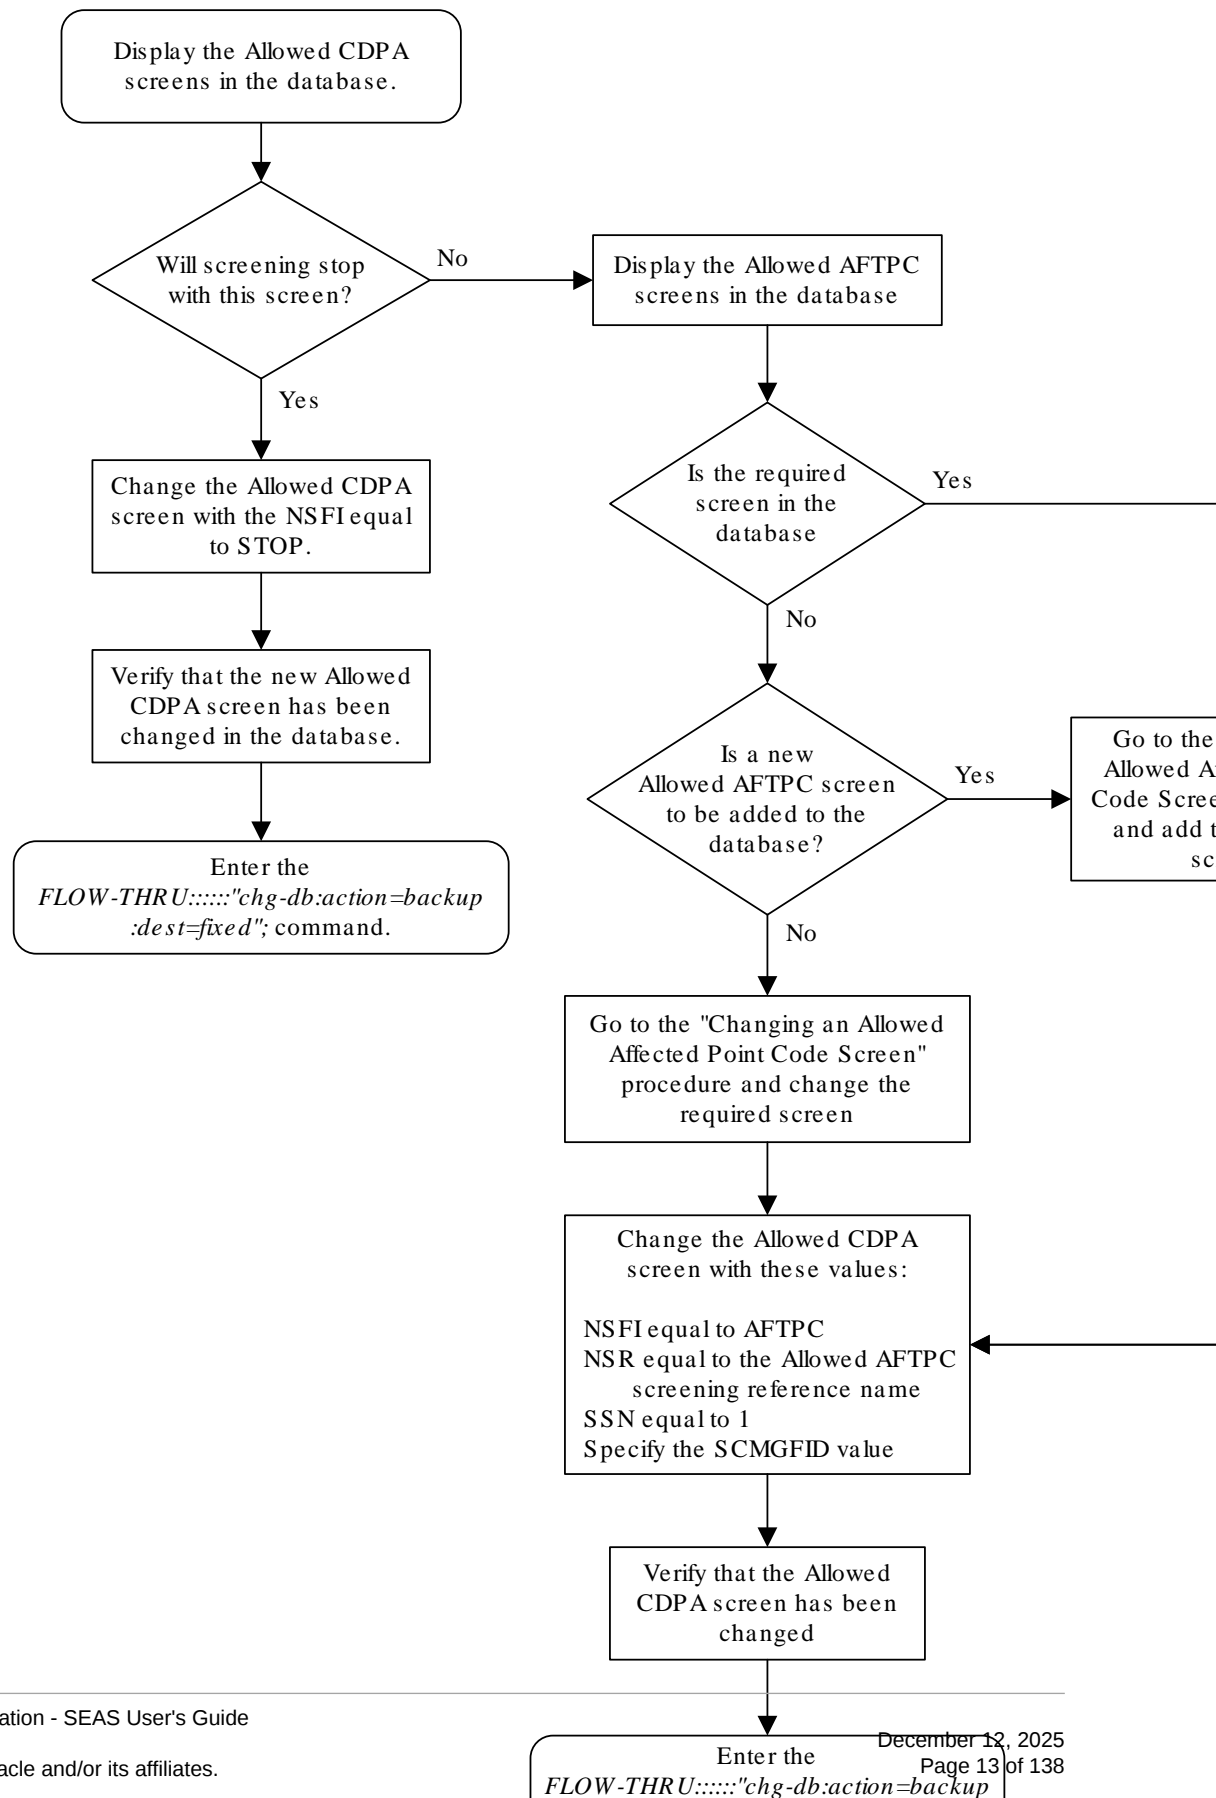 Display the Allowed CDPA
screens in the database.
Will screening stop
with this screen?
No
Display the Allowed AFTPC
screens in the database
Yes
Change the Allowed CDPA
screen with the NSFI equal
to STOP.
Is the required
screen in the
database
Yes
No
Verify that the new Allowed
CDPA screen has been
changed in the database.
Is a new
Allowed AFTPC screen
to be added to the
database?
Yes
Go to the
Allowed
Code
and add
Enter the
FLOW-THRU::::::"chg-db:action=backup
:dest=fixed"; command.
No
Go to the "Changing an Allowed
Affected Point Code Screen"
procedure and change the
required screen
Change the Allowed CDPA
screen with these values:
NSFI equal to AFTPC
NSR equal to the Allowed AFTPC
screening reference name
SSN equal to 1
Specify the SCMGFID value
Verify that the Allowed
CDPA screen has been
changed
Enter the
FLOW-THRU::::::"chg-db:action=backup
ation - SEAS User's Guide
acle and/or its affiliates.
December 12, 2025
Page 13 of 138